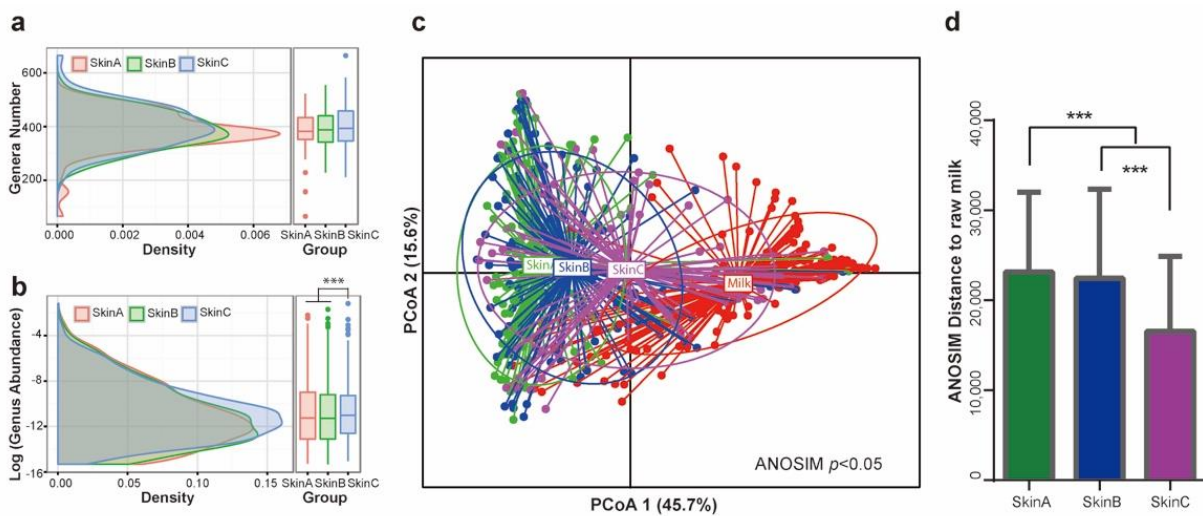 a
SkinA SkinB SkinC
Genera Number
600
400
200
0.000 0.002 0.004 0.006
SkinA SkinB SkinC
Density
Group
b
***
SkinA SkinB SkinC
Log (Genus Abundance)
-4
-8
-12
-16
0.00 0.05 0.10 0.15
SkinA SkinB SkinC
Density
Group
c
PCoA 2 (15.6%)
SkinA
SkinB
SkinC
Milk
ANOSIM p<0.05
PCoA 1 (45.7%)
d
ANOSIM Distance to raw milk
40,000
30,000
20,000
10,000
0
***
***
SkinA SkinB SkinC